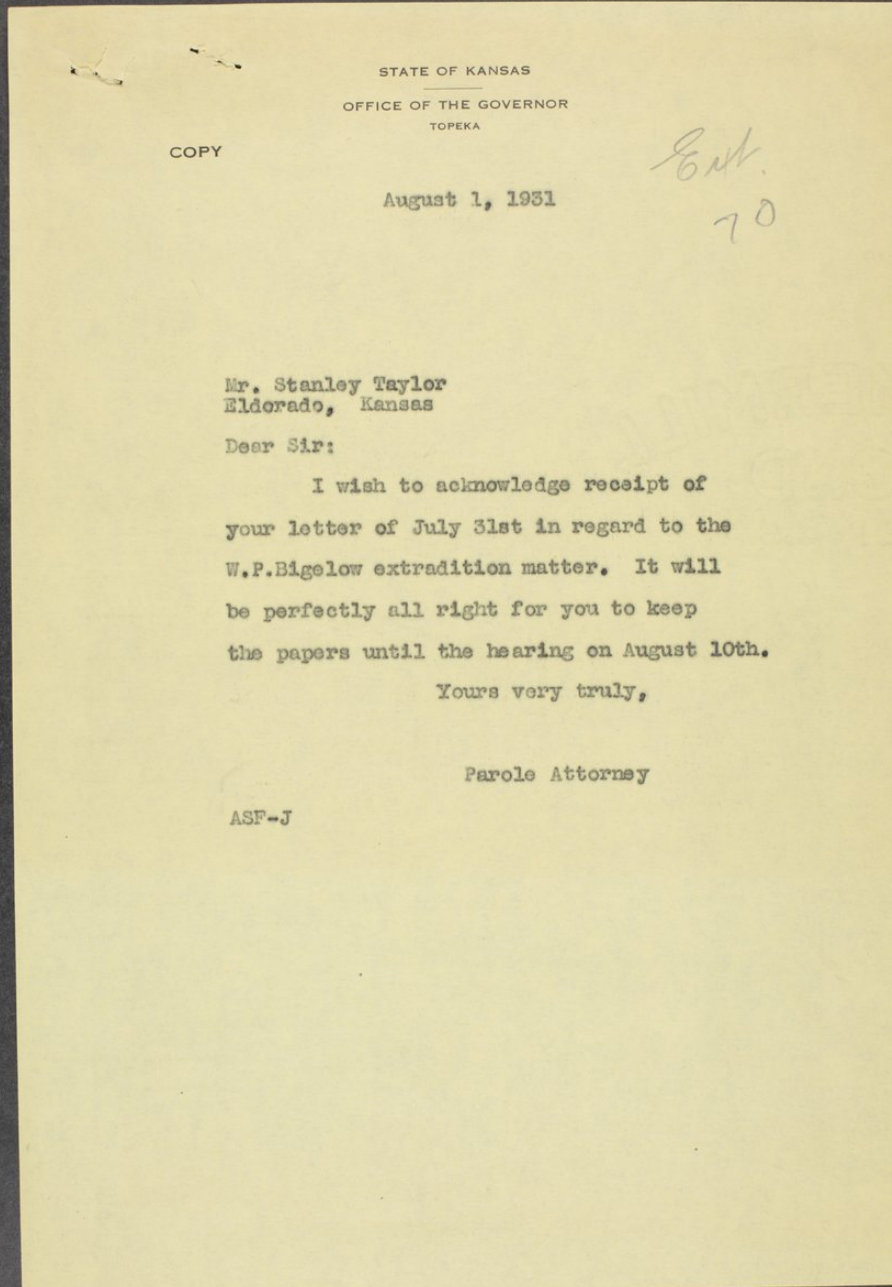 STATE OF KANSAS
OFFICE OF THE GOVERNOR
TOPEKA
COPY
Ext.
70
August 1, 1931
Mr. Stanley Taylor
Eldorado, Kansas
Dear Sir:
I wish to acknowledge receipt of
your letter of July 31st in regard to the
W.P.Bigelow extradition matter. It will
be perfectly all right for you to keep
the papers until the hearing on August 10th.
Yours very truly,
Parole Attorney
ASF-J